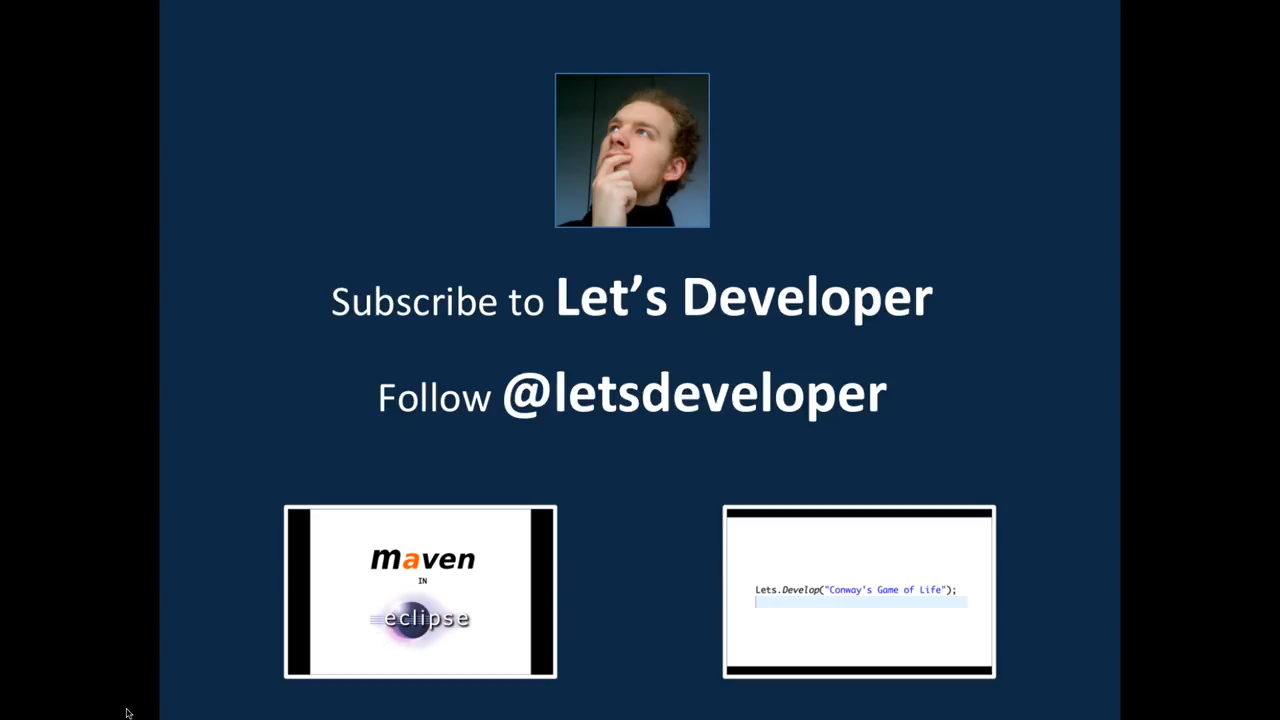 Subscribe to Let’s Developer
Follow @letsdeveloper
maven
IN
eclipse
Lets.Develop("Conway's Game of Life");